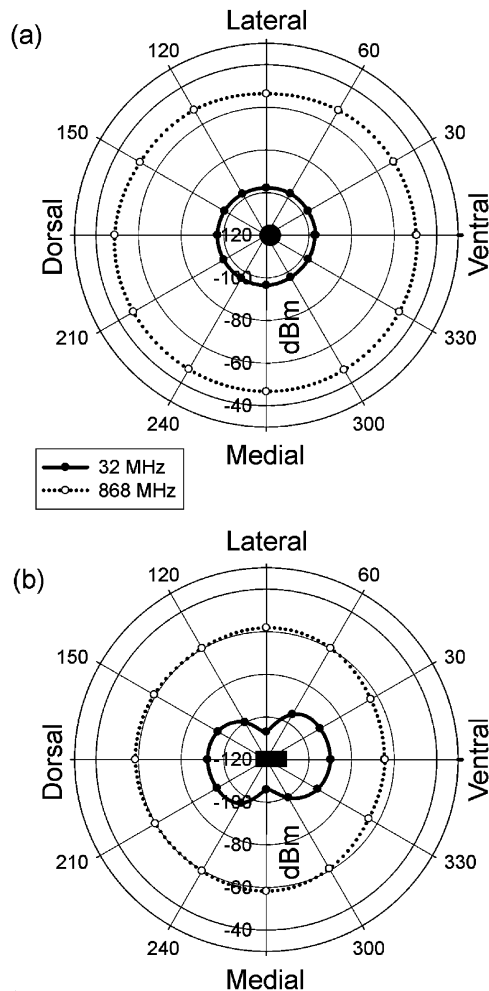 (a)
Lateral
120
60
150
30
Dorsal
Ventral
-120
-100
-80
-60
-40
dBm
210
330
240
300
Medial
32 MHz
868 MHz
(b)
Lateral
120
60
150
30
Dorsal
Ventral
-120
-100
-80
-60
-40
dBm
210
330
240
300
Medial